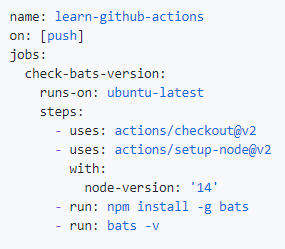 name: learn-github-actions
on: [push]
jobs:
  check-bats-version:
    runs-on: ubuntu-latest
    steps:
      - uses: actions/checkout@v2
      - uses: actions/setup-node@v2
        with:
          node-version: '14'
      - run: npm install -g bats
      - run: bats -v